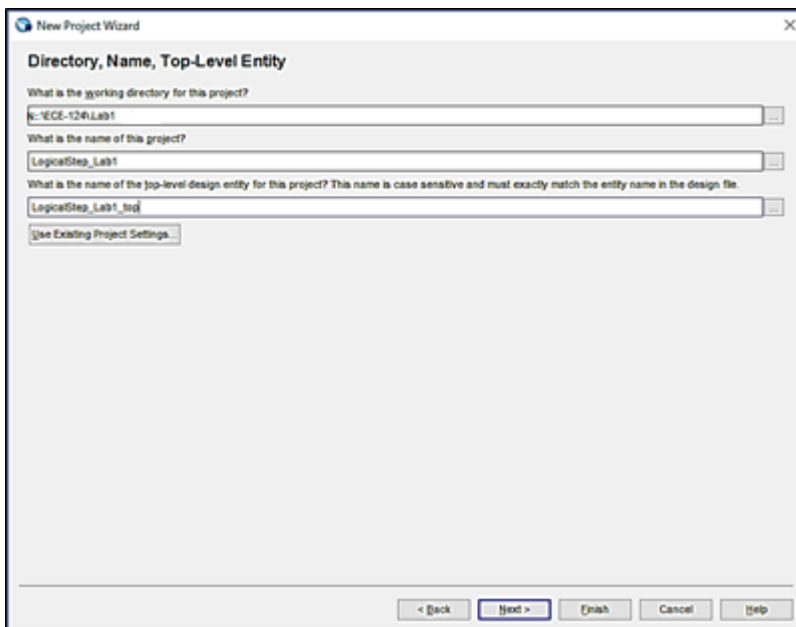 New Project Wizard
Directory, Name, Top-Level Entity
What is the working directory for this project?
N:\ECE-124\Lab1
...
What is the name of this project?
LogicalStep_Lab1
...
What is the name of the top-level design entity for this project? This name is case sensitive and must exactly match the entity name in the design file.
LogicalStep_Lab1_top
...
Use Existing Project Settings...
< Back Next > Finish Cancel Help